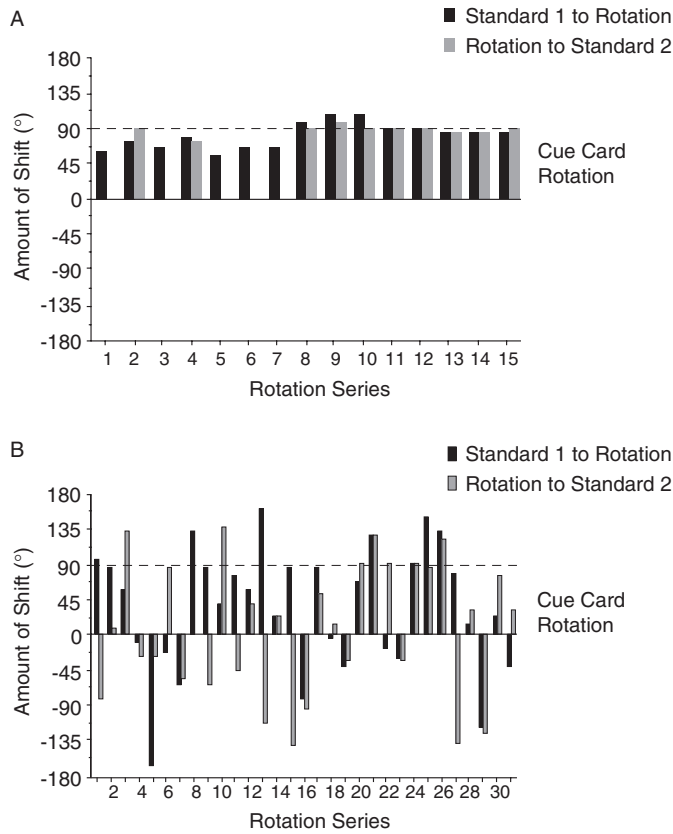 A
Standard 1 to Rotation
Rotation to Standard 2
180
135
90
45
0
-45
-90
-135
-180
Amount of Shift (°)
Cue Card
Rotation
1 2 3 4 5 6 7 8 9 10 11 12 13 14 15
Rotation Series
B
Standard 1 to Rotation
Rotation to Standard 2
180
135
90
45
0
-45
-90
-135
-180
Amount of Shift (°)
Cue Card
Rotation
2 4 6 8 10 12 14 16 18 20 22 24 26 28 30
Rotation Series